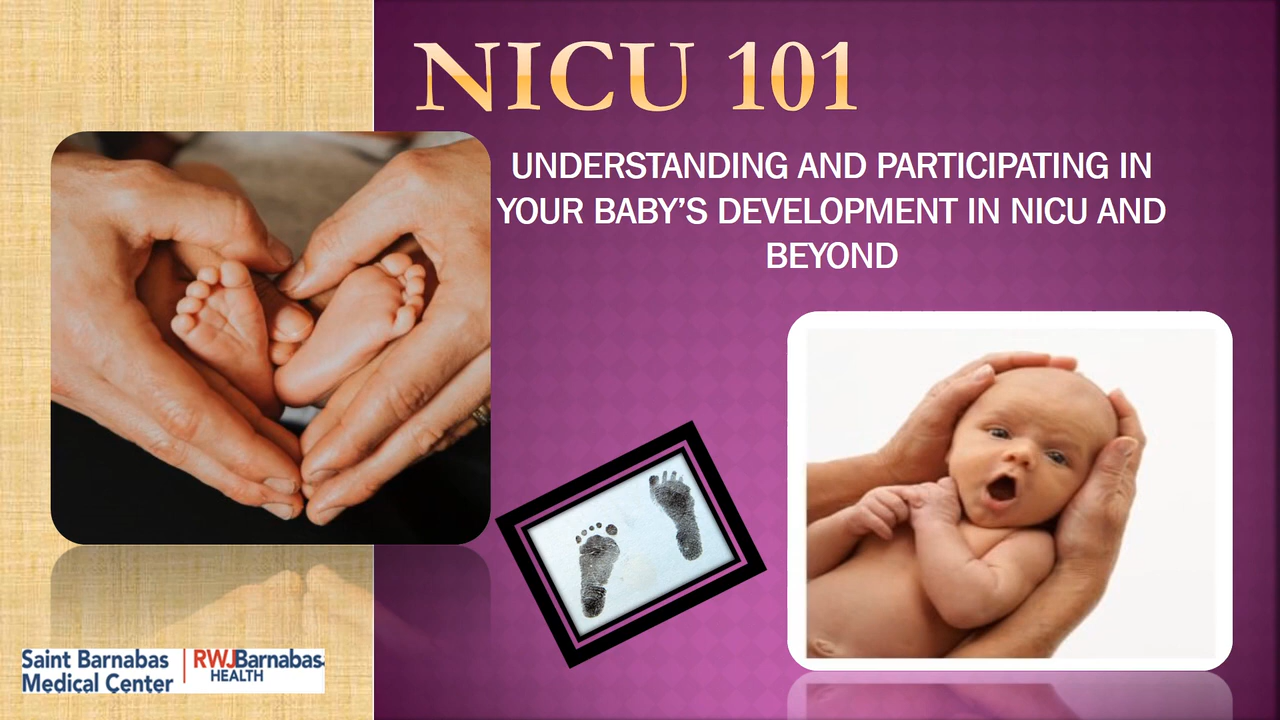 NICU 101
UNDERSTANDING AND PARTICIPATING IN
YOUR BABY’S DEVELOPMENT IN NICU AND
BEYOND
Saint Barnabas
Medical Center
RWJBarnabas
HEALTH